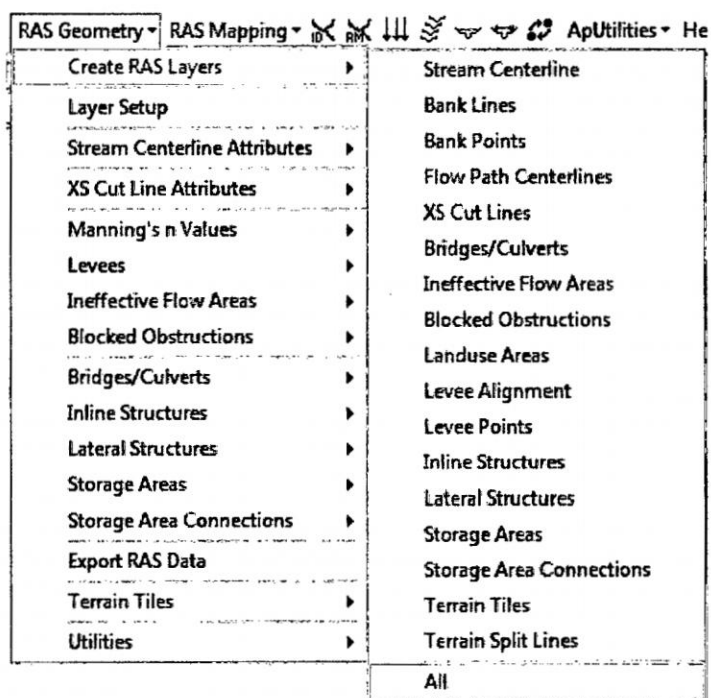 RAS Geometry RAS Mapping ID RM ApUtilities He
Create RAS Layers
Layer Setup
Stream Centerline Attributes
XS Cut Line Attributes
Manning's n Values
Levees
Ineffective Flow Areas
Blocked Obstructions
Bridges/Culverts
Inline Structures
Lateral Structures
Storage Areas
Storage Area Connections
Export RAS Data
Terrain Tiles
Utilities
Stream Centerline
Bank Lines
Bank Points
Flow Path Centerlines
XS Cut Lines
Bridges/Culverts
Ineffective Flow Areas
Blocked Obstructions
Landuse Areas
Levee Alignment
Levee Points
Inline Structures
Lateral Structures
Storage Areas
Storage Area Connections
Terrain Tiles
Terrain Split Lines
All